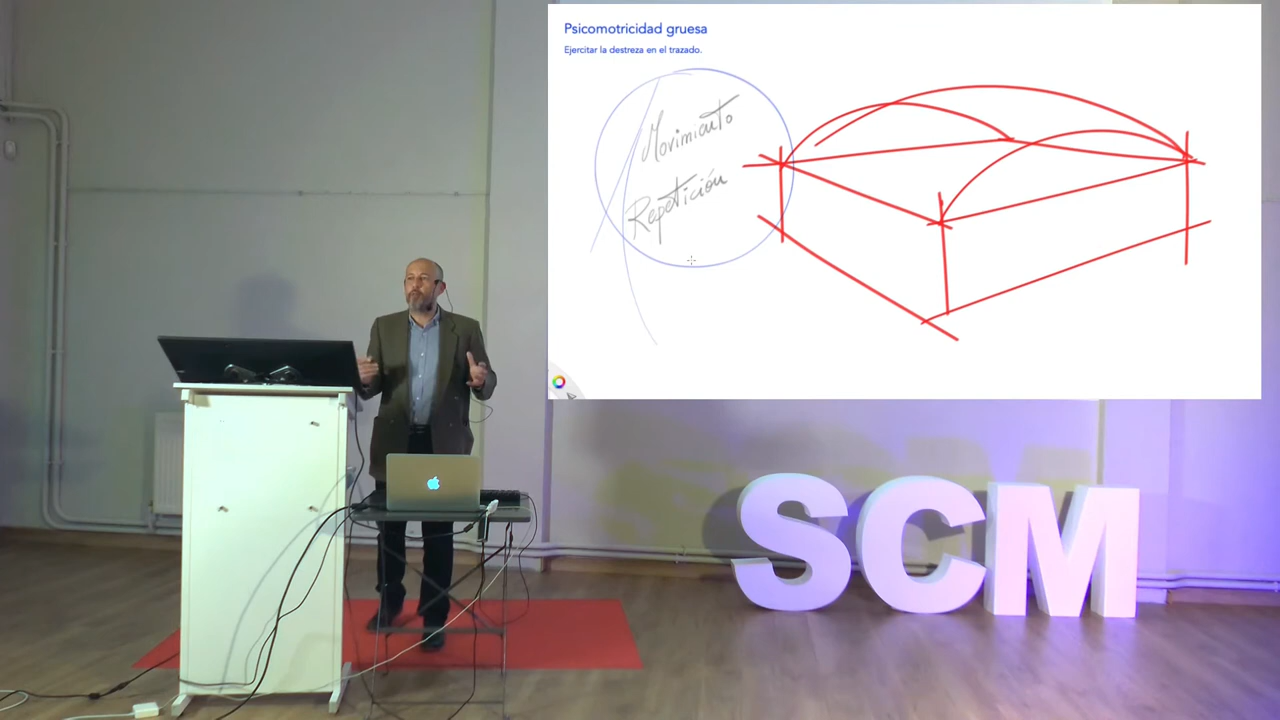 Psicomotricidad gruesa
Ejercitar la destreza en el trazado.
Movimiento
Repetición
SCM